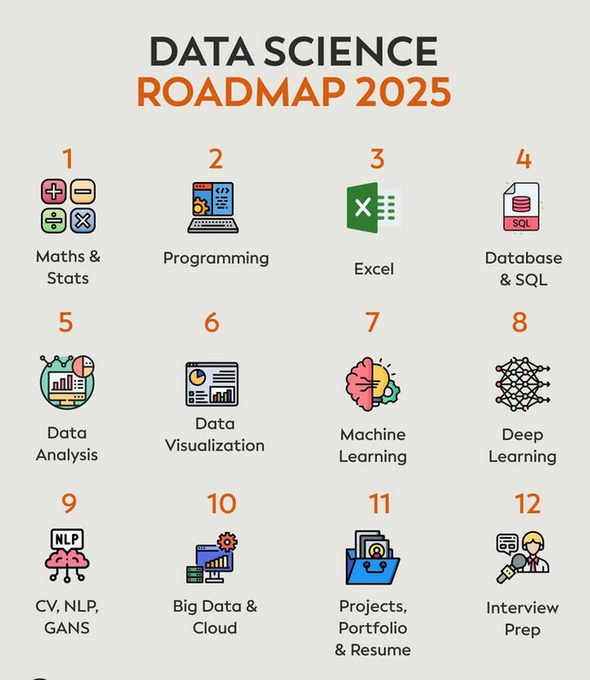 DATA SCIENCE
ROADMAP 2025
1
2
3
4
Maths &
Stats
Programming
Excel
Database
& SQL
SQL
5
6
7
8
Data
Analysis
Data
Visualization
Machine
Learning
Deep
Learning
9
10
11
12
NLP
CV, NLP,
GANS
Big Data &
Cloud
Projects,
Portfolio
& Resume
Interview
Prep